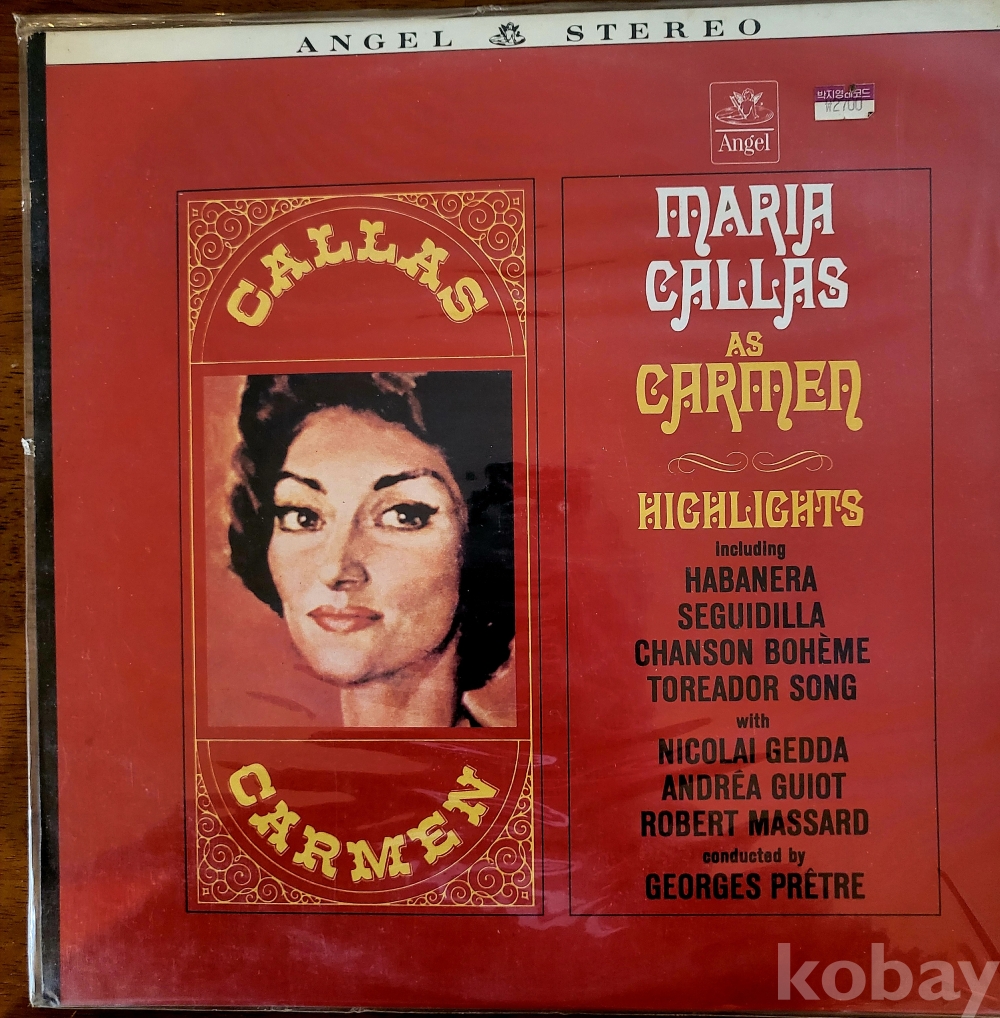 ANGEL STEREO
박지영레코드
₩2700
Angel
CALLAS
CARMEN
MARIA
CALLAS
AS
CARMEN
HIGHLIGHTS
including
HABANERA
SEGUIDILLA
CHANSON BOHÈME
TOREADOR SONG
with
NICOLAI GEDDA
ANDRÉA GUIOT
ROBERT MASSARD
conducted by
GEORGES PRÊTRE
kobay